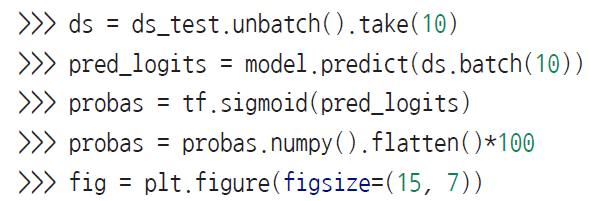 >>> ds = ds_test.unbatch().take(10)
>>> pred_logits = model.predict(ds.batch(10))
>>> probas = tf.sigmoid(pred_logits)
>>> probas = probas.numpy().flatten()*100
>>> fig = plt.figure(figsize=(15, 7))